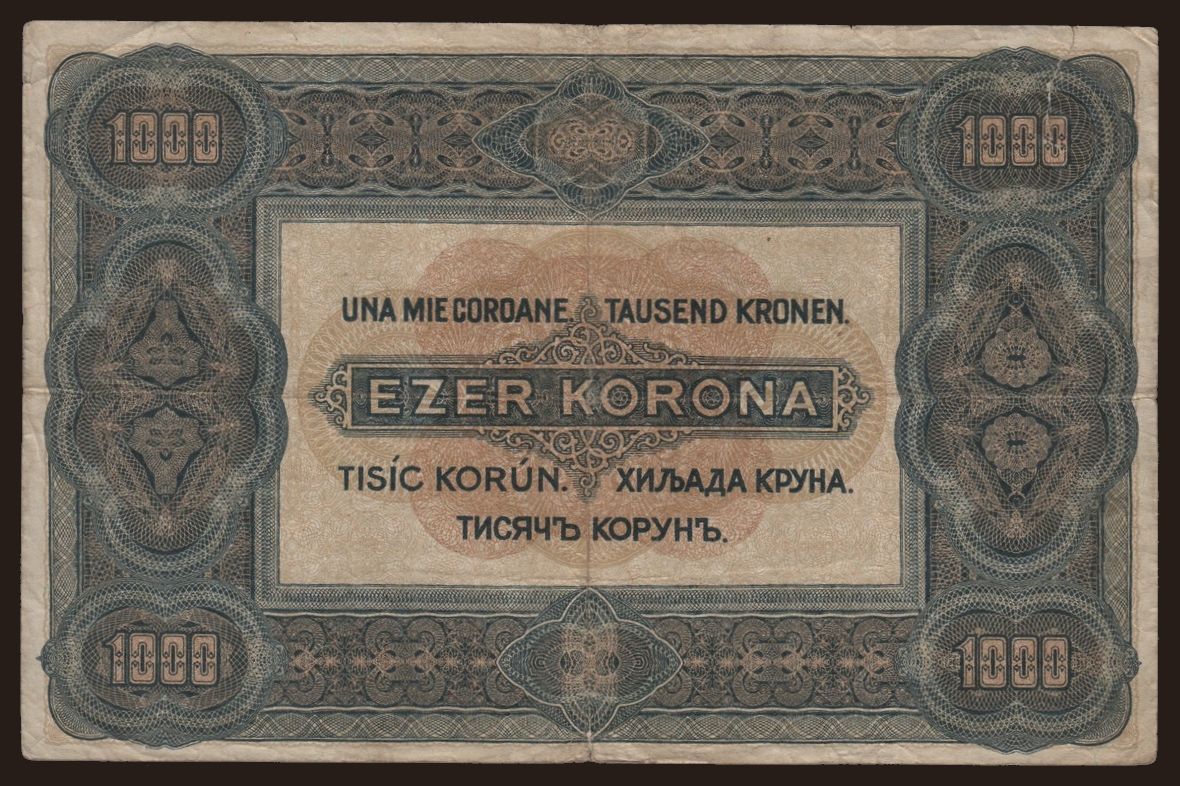 1000 1000
UNA MIE COROANE. TAUSEND KRONEN.
EZER KORONA
TISÍC KORÚN. ХИЉАДА КРУНА.
ТИСЯЧЪ КОРУНЪ.
1000 1000